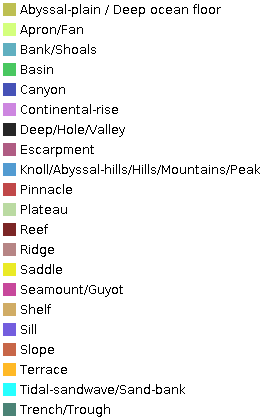 Abyssal-plain / Deep ocean floor
Apron/Fan
Bank/Shoals
Basin
Canyon
Continental-rise
Deep/Hole/Valley
Escarpment
Knoll/Abyssal-hills/Hills/Mountains/Peak
Pinnacle
Plateau
Reef
Ridge
Saddle
Seamount/Guyot
Shelf
Sill
Slope
Terrace
Tidal-sandwave/Sand-bank
Trench/Trough